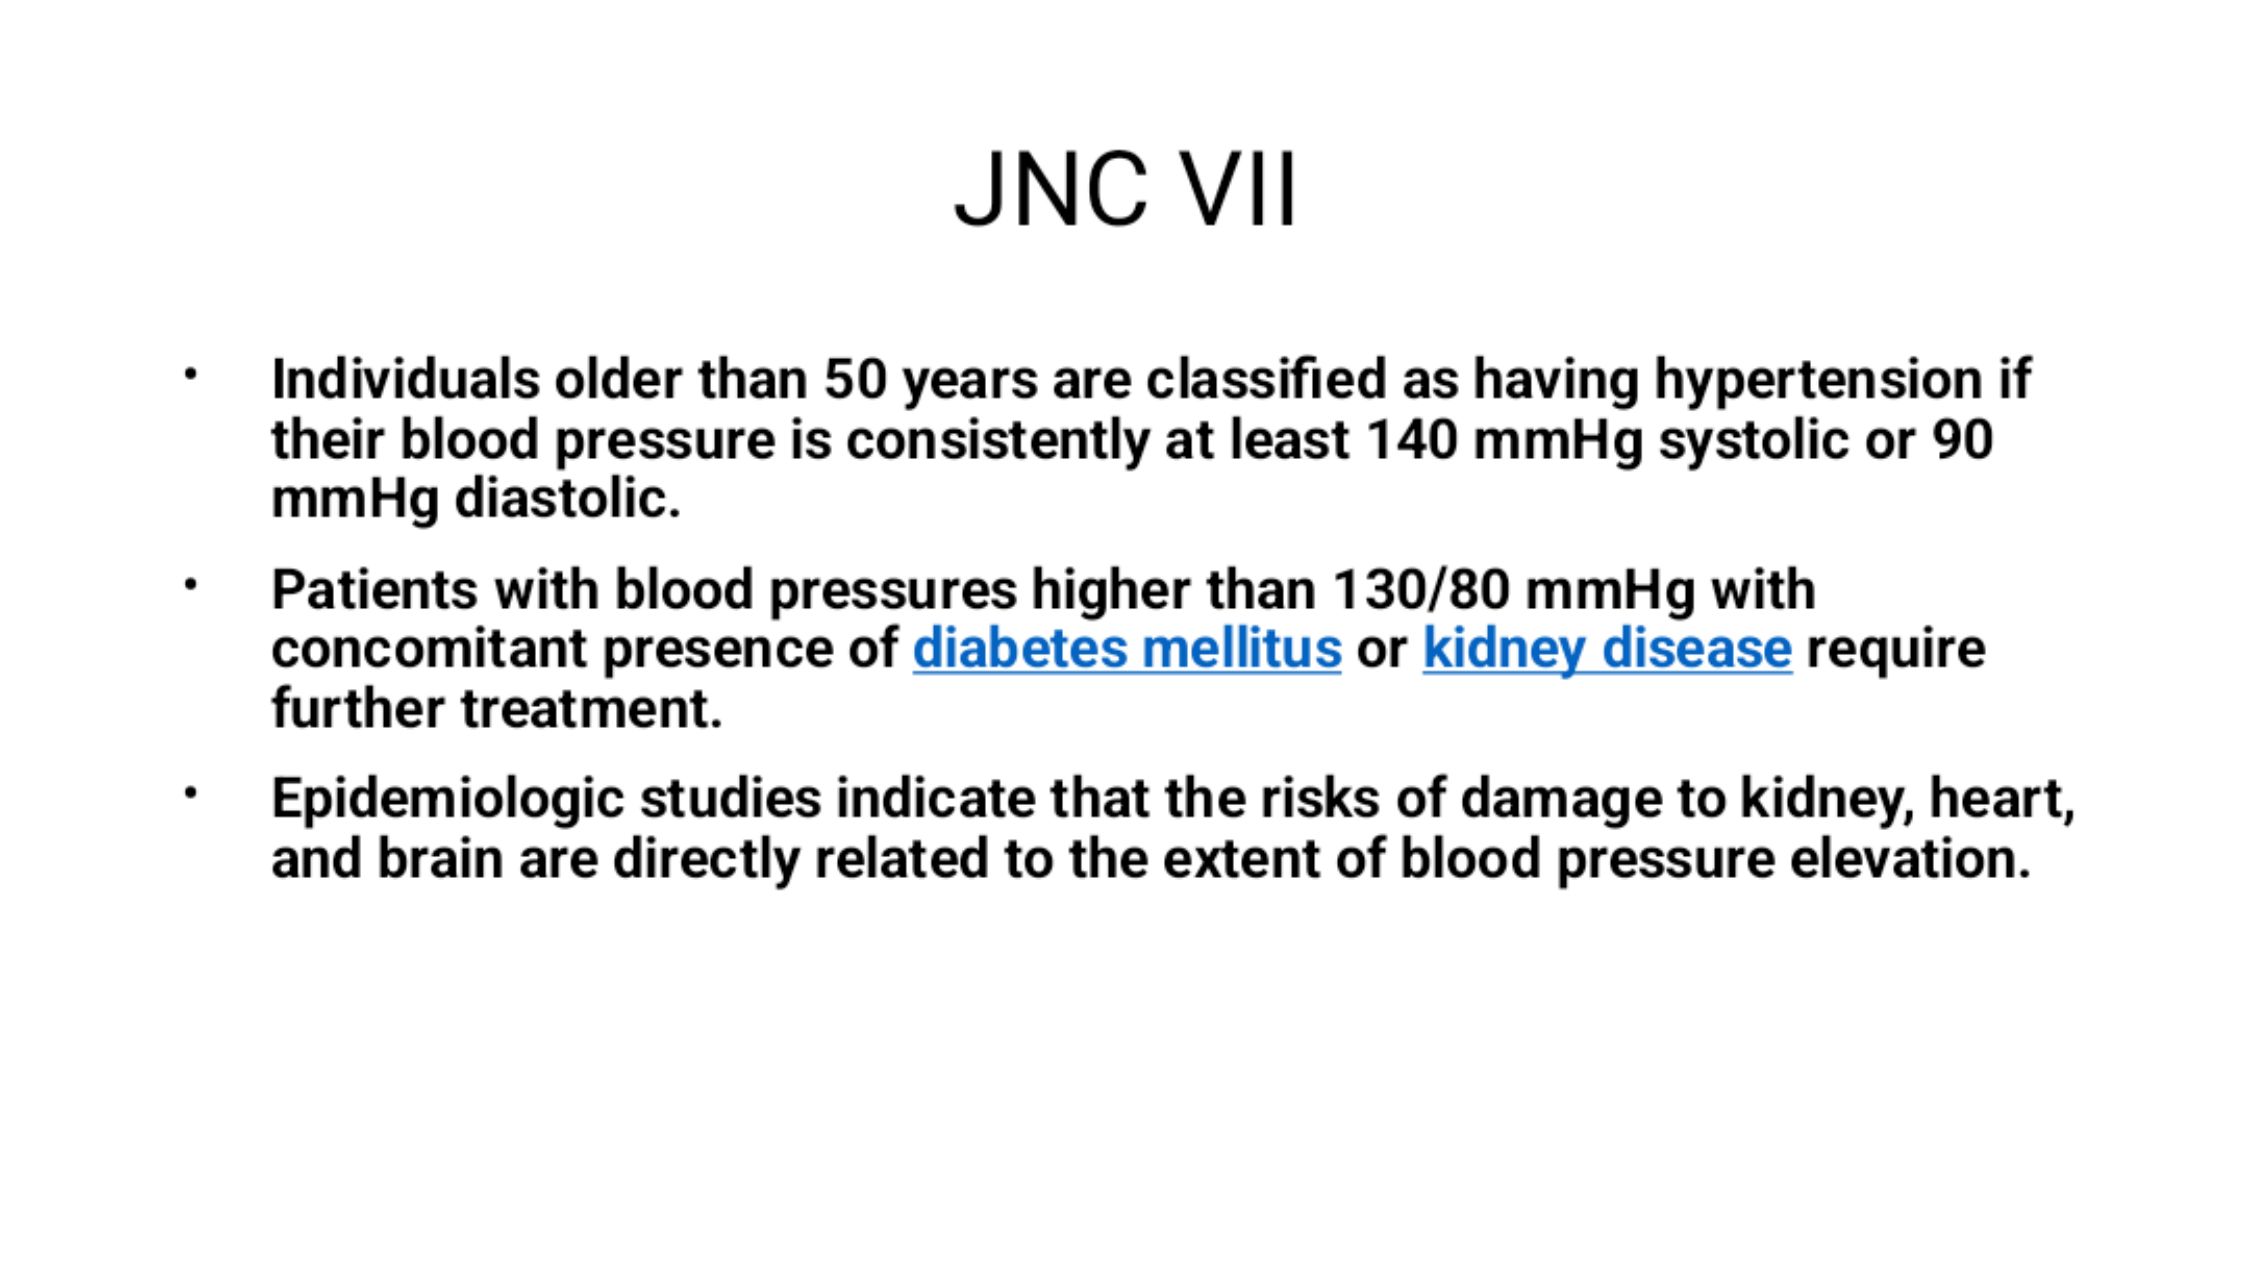 JNC VII
• Individuals older than 50 years are classified as having hypertension if
their blood pressure is consistently at least 140 mmHg systolic or 90
mmHg diastolic.
• Patients with blood pressures higher than 130/80 mmHg with
concomitant presence of diabetes mellitus or kidney disease require
further treatment.
• Epidemiologic studies indicate that the risks of damage to kidney, heart,
and brain are directly related to the extent of blood pressure elevation.